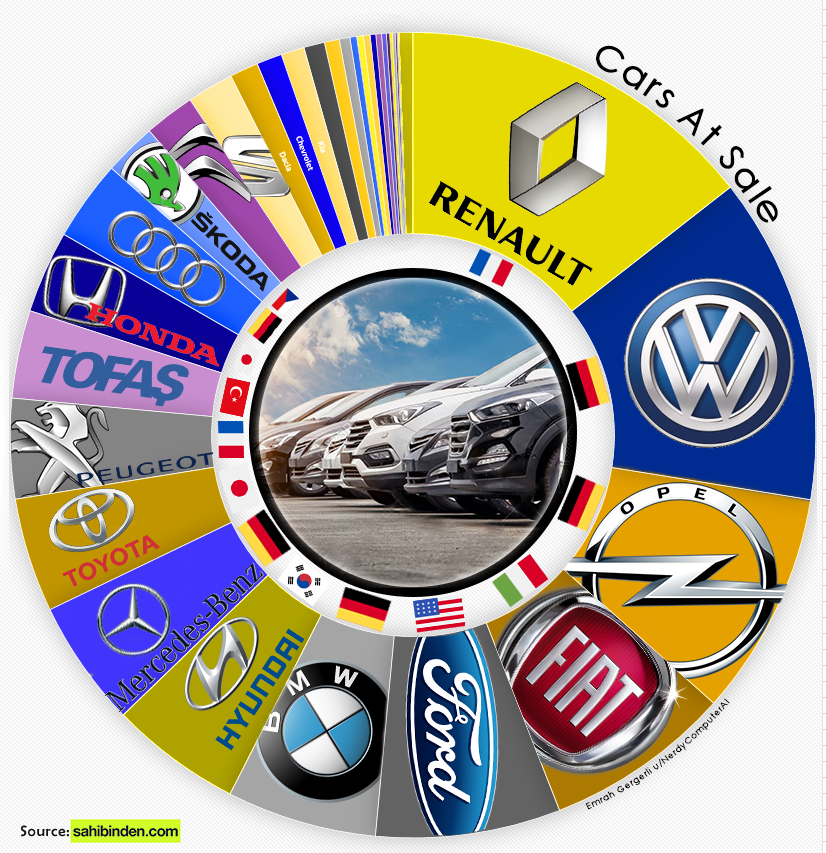 Cars At Sale
RENAULT
OPEL
FIAT
Ford
BMW
HYUNDAI
Mercedes-Benz
TOYOTA
PEUGEOT
TOFAŞ
HONDA
ŠKODA
Dacia
Chevrolet
Kia
Emrah Gergerli u/NerdyComputerAI
Source: sahibinden.com